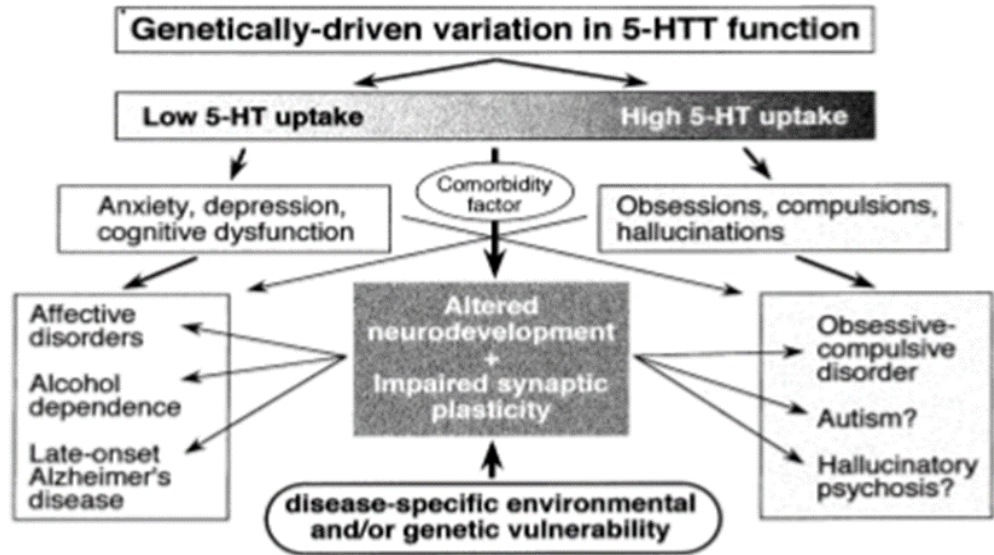 Genetically-driven variation in 5-HTT function
Low 5-HT uptake
High 5-HT uptake
Comorbidity
factor
Anxiety, depression,
cognitive dysfunction
Obsessions, compulsions,
hallucinations
Affective
disorders
Alcohol
dependence
Late-onset
Alzheimer's
disease
Altered
neurodevelopment
+
Impaired synaptic
plasticity
Obsessive-
compulsive
disorder
Autism?
Hallucinatory
psychosis?
disease-specific environmental
and/or genetic vulnerability